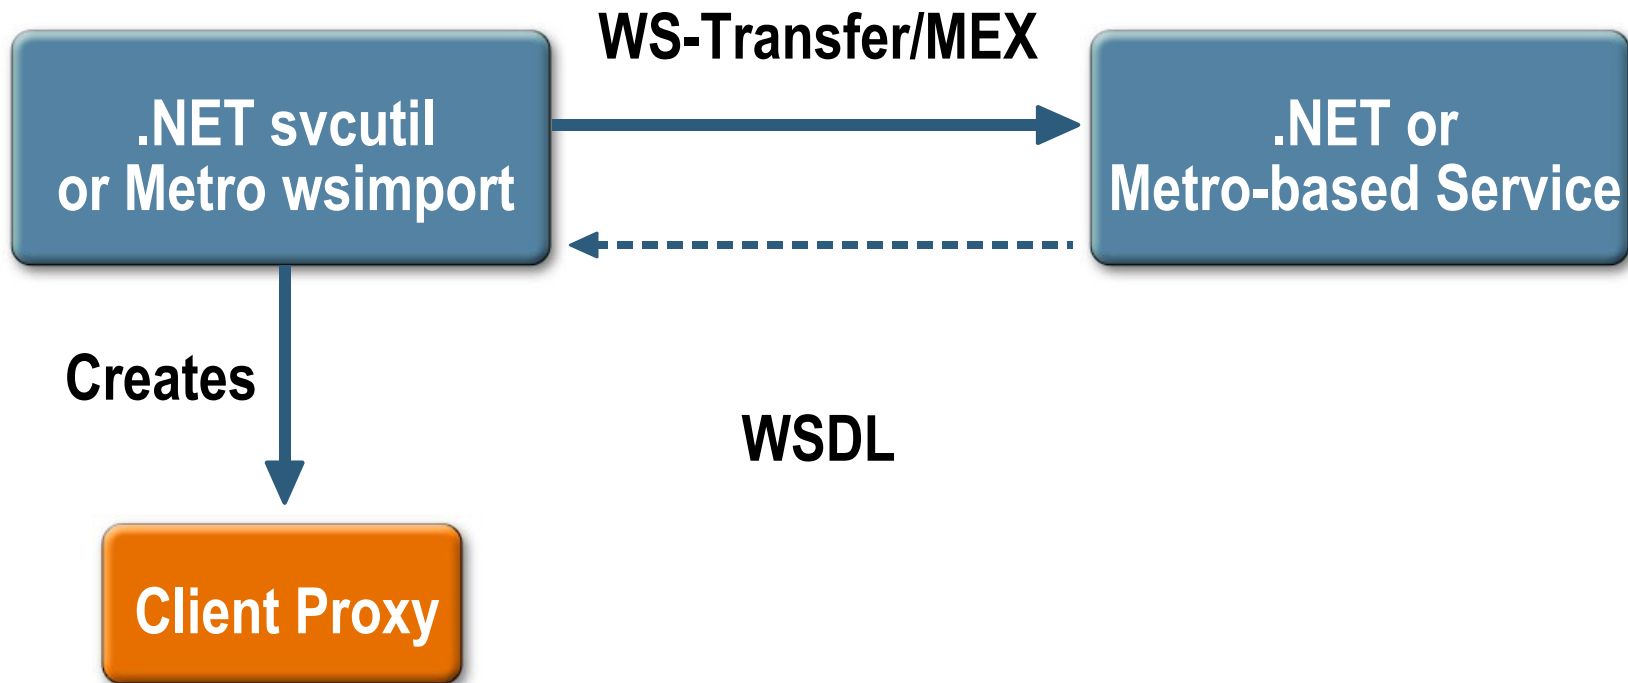 WS-Transfer/MEX
.NET svcutil
or Metro wsimport
.NET or
Metro-based Service
Creates
WSDL
Client Proxy